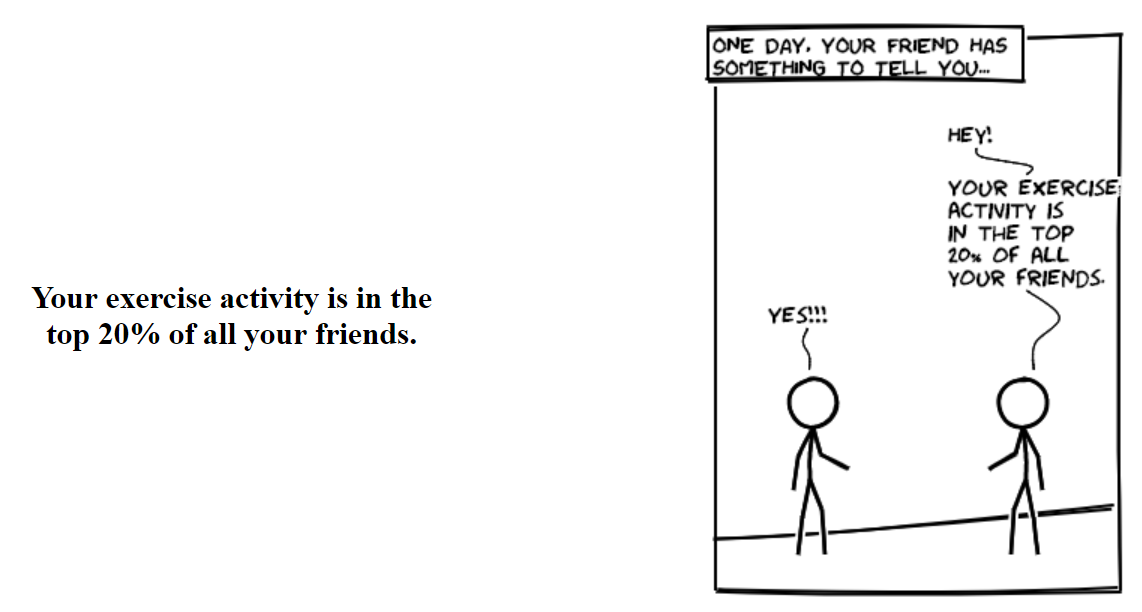 Your exercise activity is in the
top 20% of all your friends.
ONE DAY, YOUR FRIEND HAS
SOMETHING TO TELL YOU...
HEY!
YOUR EXERCISE
ACTIVITY IS
IN THE TOP
20% OF ALL
YOUR FRIENDS.
YES!!!